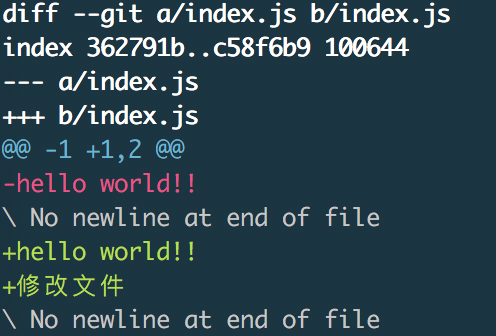 diff --git a/index.js b/index.js
index 362791b..c58f6b9 100644
--- a/index.js
+++ b/index.js
@@ -1 +1,2 @@
-hello world!!
\ No newline at end of file
+hello world!!
+修改文件
\ No newline at end of file